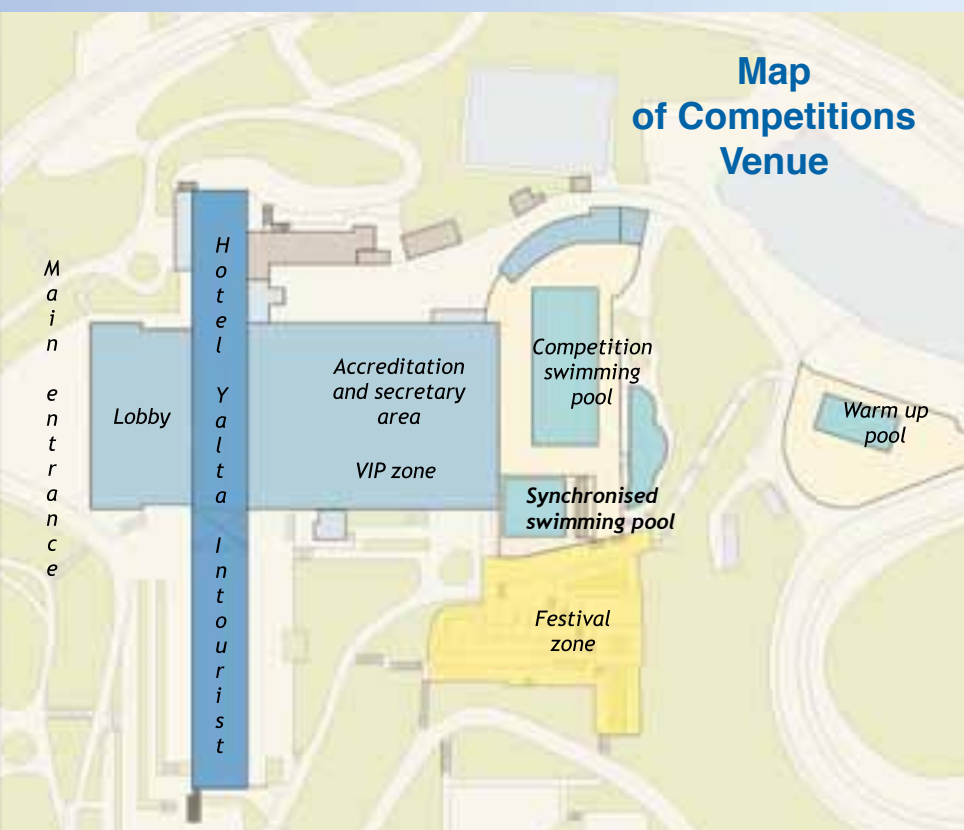 Map
of Competitions
Venue
Main entrance
Hotel Yalta Intourist
Lobby
Accreditation
and secretary
area
VIP zone
Competition
swimming
pool
Warm up
pool
Synchronised
swimming pool
Festival
zone